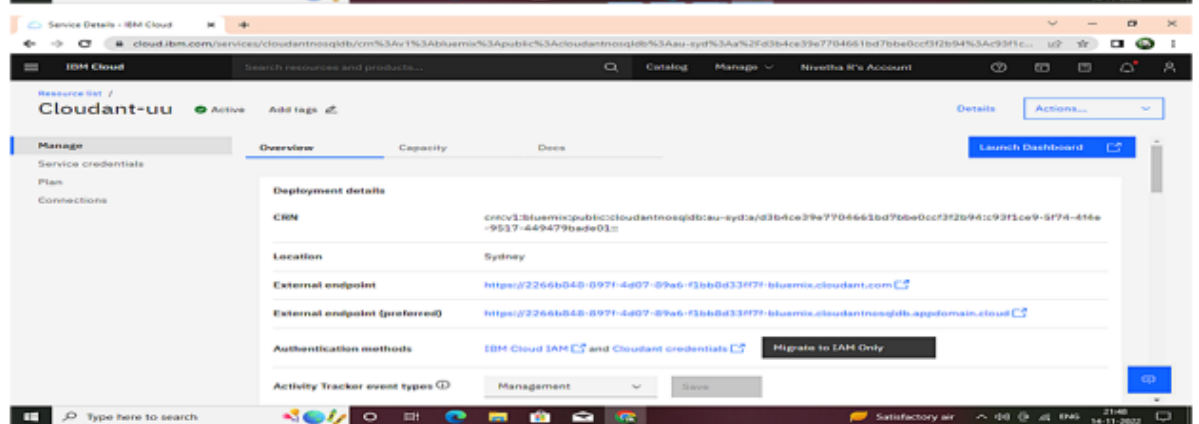 Service Details - IBM Cloud
cloud.ibm.com/services/cloudantnosqldb/crn%3Av1%3Abluemix%3Apublic%3Acloudantnosqldb%3Aau-syd%3Aa%2Fd3b4ce39e7704661bd7bbe0ccf3f2b94%3Ac93f1c...
IBM Cloud
Search resources and products...
Catalog
Manage
Nivetha R's Account
Resource list /
Cloudant-uu
Active
Add tags
Details
Actions...
Manage
Service credentials
Plan
Connections
Overview
Capacity
Docs
Launch Dashboard
Deployment details
CRN
crn:v1:bluemix:public:cloudantnosqldb:au-syd:a/d3b4ce39e7704661bd7bbe0ccf3f2b94:c93f1ce9-5f74-4f4e
-9517-449479bade01::
Location
Sydney
External endpoint
https://2266b848-897f-4d07-89a6-f1bb8d33ff7f-bluemix.cloudant.com
External endpoint (preferred)
https://2266b848-897f-4d07-89a6-f1bb8d33ff7f-bluemix.cloudantnosqldb.appdomain.cloud
Authentication methods
IBM Cloud IAM and Cloudant credentials
Migrate to IAM Only
Activity Tracker event types
Management
Save
Type here to search
Satisfactory air
ENG
21:48
14-11-2022